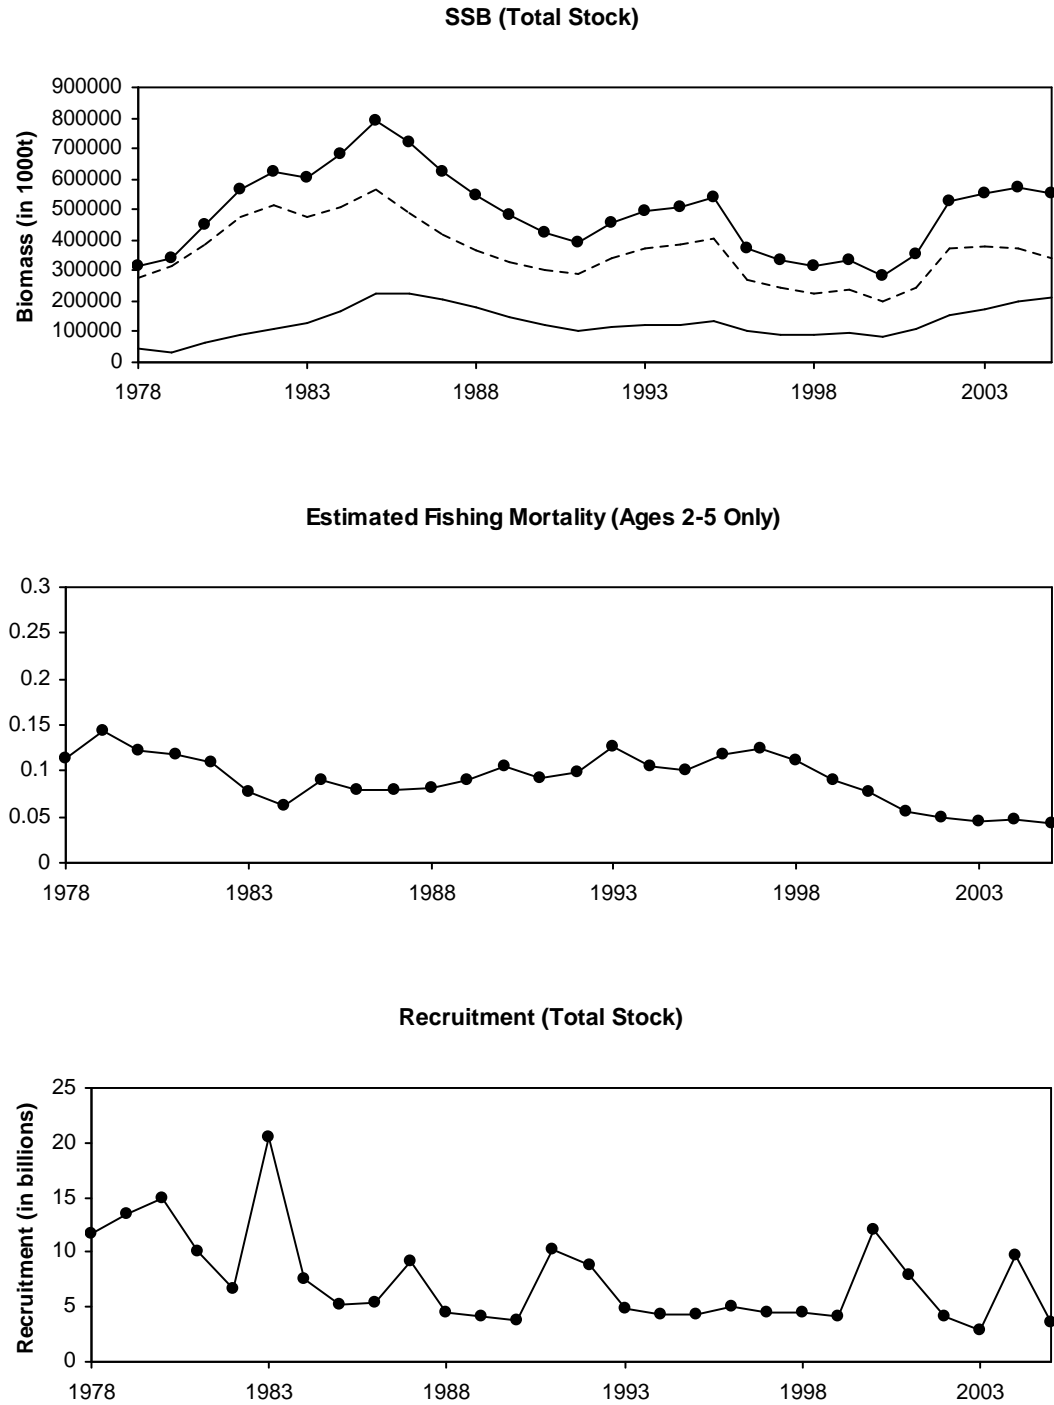 SSB (Total Stock)
Biomass (in 1000t)
900000
800000
700000
600000
500000
400000
300000
200000
100000
0
1978 1983 1988 1993 1998 2003
Estimated Fishing Mortality (Ages 2-5 Only)
0.3
0.25
0.2
0.15
0.1
0.05
0
1978 1983 1988 1993 1998 2003
Recruitment (Total Stock)
Recruitment (in billions)
25
20
15
10
5
0
1978 1983 1988 1993 1998 2003